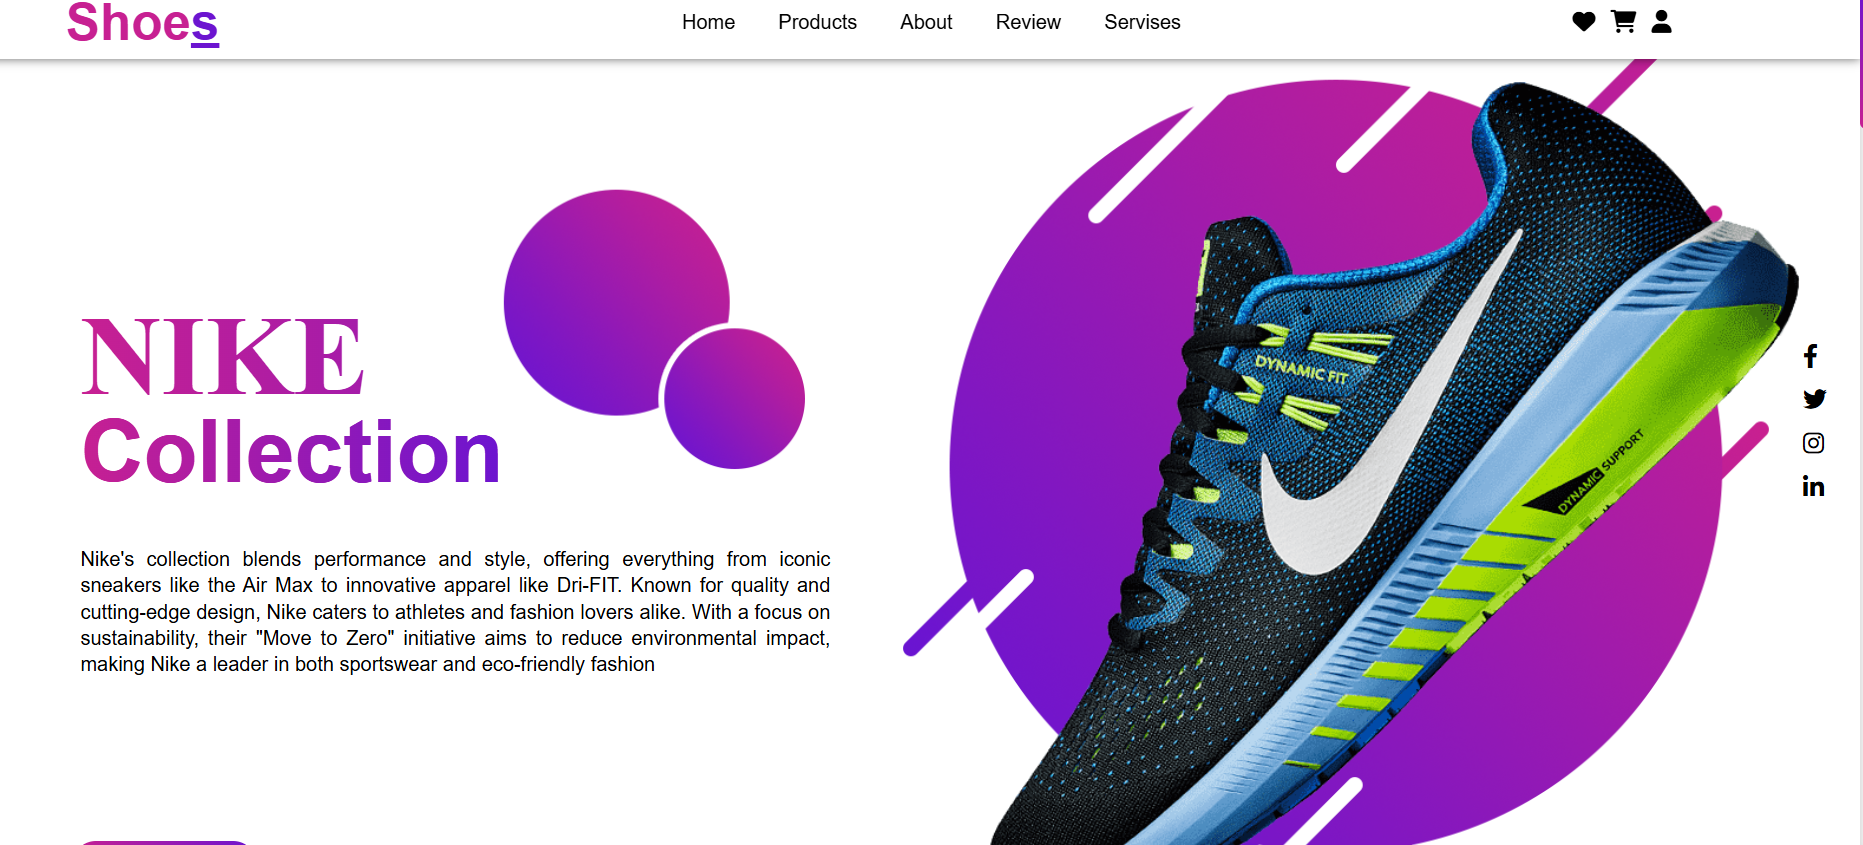 Shoes
Home Products About Review Servises
NIKE
Collection
Nike's collection blends performance and style, offering everything from iconic
sneakers like the Air Max to innovative apparel like Dri-FIT. Known for quality and
cutting-edge design, Nike caters to athletes and fashion lovers alike. With a focus on
sustainability, their "Move to Zero" initiative aims to reduce environmental impact,
making Nike a leader in both sportswear and eco-friendly fashion
DYNAMIC FIT
DYNAMIC SUPPORT